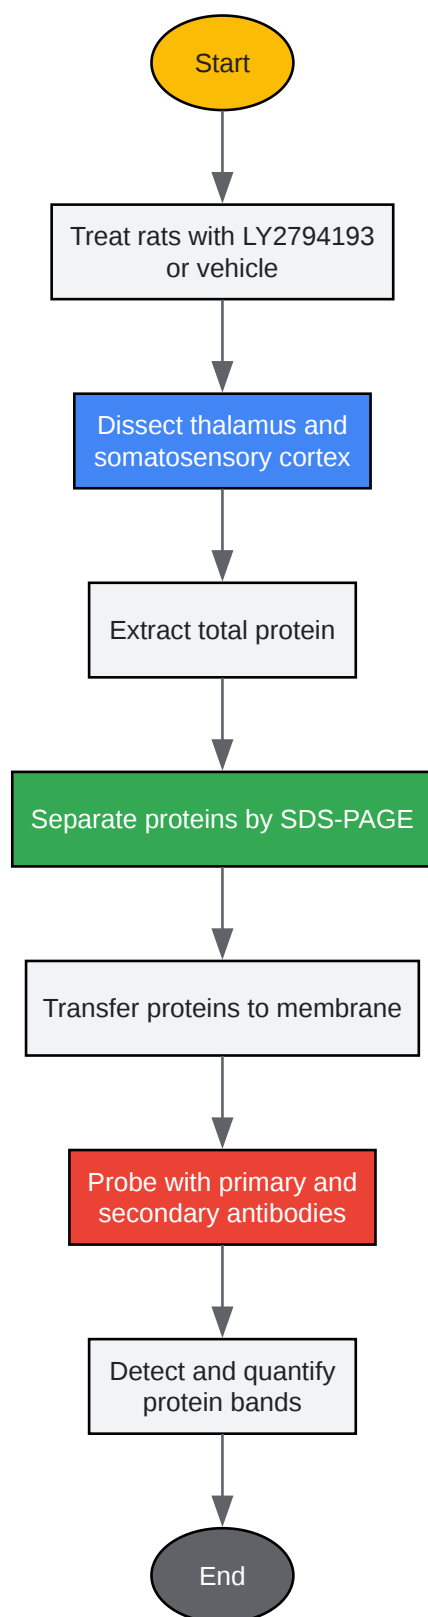 Start
Treat rats with LY2794193
or vehicle
Dissect thalamus and
somatosensory cortex
Extract total protein
Separate proteins by SDS-PAGE
Transfer proteins to membrane
Probe with primary and
secondary antibodies
Detect and quantify
protein bands
End